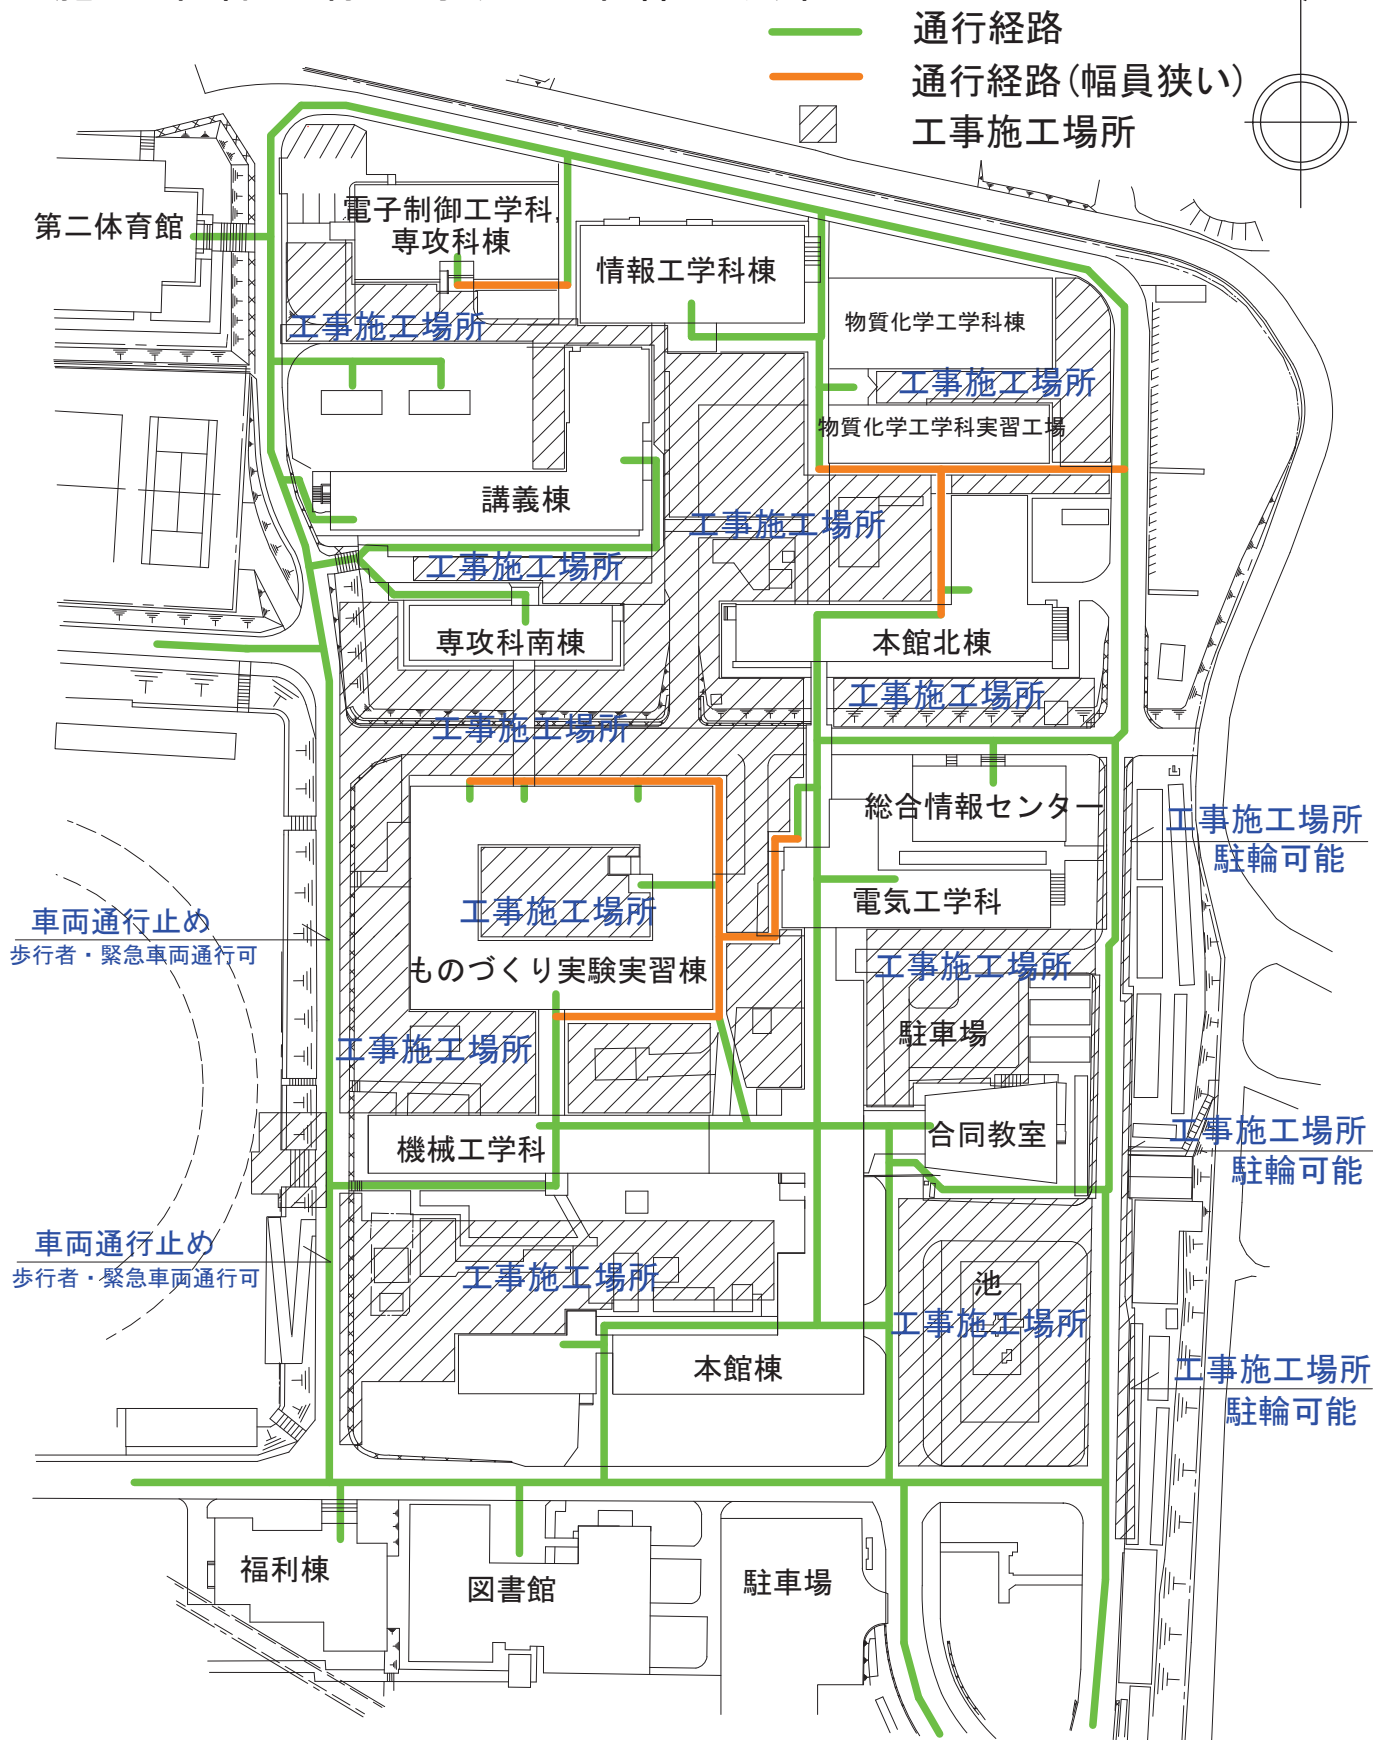 通行経路
通行経路(幅員狭い)
工事施工場所
第二体育館
電子制御工学科,
専攻科棟
情報工学科棟
物質化学工学科棟
工事施工場所
工事施工場所
物質化学工学科実習工場
講義棟
工事施工場所
工事施工場所
専攻科南棟
本館北棟
工事施工場所
工事施工場所
総合情報センター
工事施工場所
駐輪可能
電気工学科
工事施工場所
車両通行止め
歩行者・緊急車両通行可
ものづくり実験実習棟
工事施工場所
駐車場
工事施工場所
機械工学科
合同教室
工事施工場所
駐輪可能
車両通行止め
歩行者・緊急車両通行可
工事施工場所
池
工事施工場所
本館棟
工事施工場所
駐輪可能
福利棟
図書館
駐車場